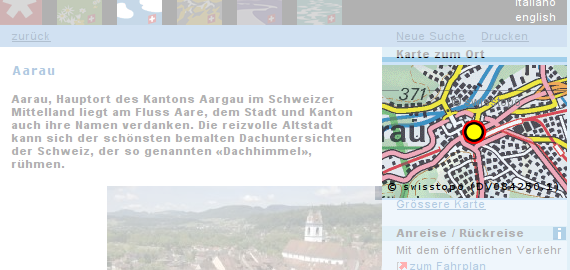 italiano
english
zurück
Neue Suche Drucken
Karte zum Ort
Aarau
371
rau
Aarau, Hauptort des Kantons Aargau im Schweizer
Mittelland liegt am Fluss Aare, dem Stadt und Kanton
auch ihre Namen verdanken. Die reizvolle Altstadt
kann sich der schönsten bemalten Dachuntersichten
der Schweiz, der so genannten «Dachhimmel»,
rühmen.
© swisstopo (DV084280.1)
Grössere Karte
Anreise / Rückreise
Mit dem öffentlichen Verkehr
zum Fahrplan